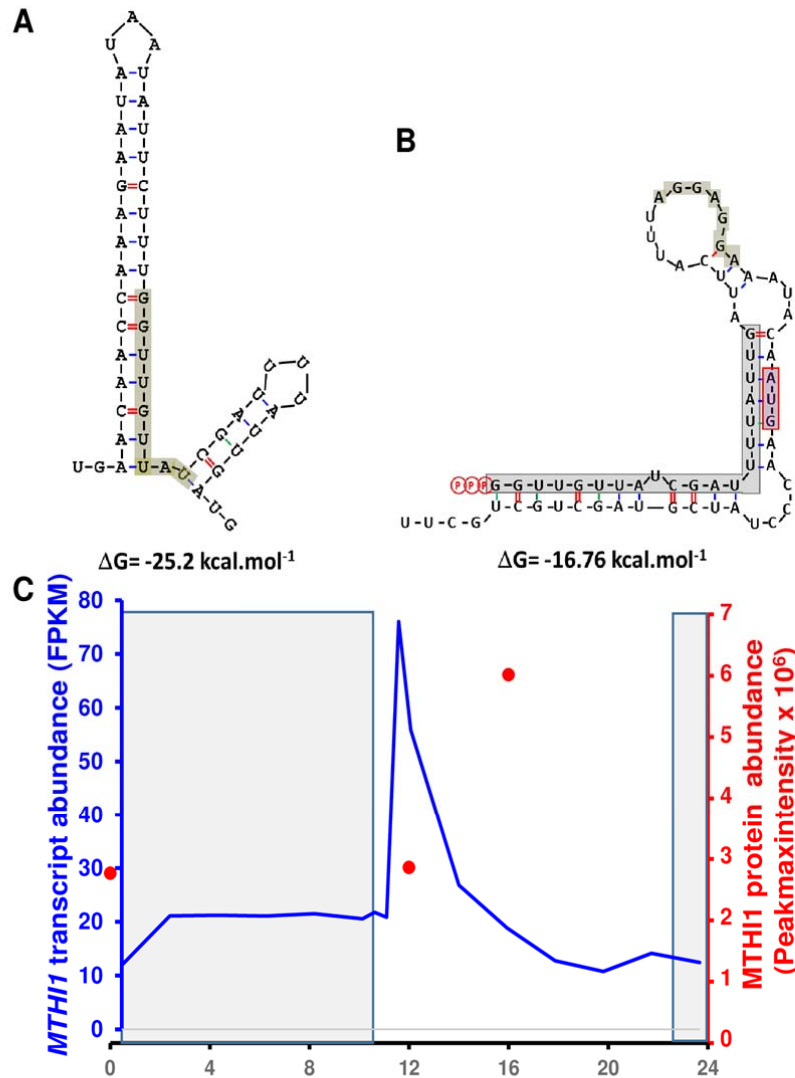 A
A
U A
A-U
U-A
A-U
A-U
G=C
A-U
A-U
A-U
C=G
C=G
A-U
A-U
C=G
A-U
U-G-A-U-A-U
C-G-A-U-U-U-U-A-U-U-G-A-U-G
ΔG= -25.2 kcal.mol-1
B
PPP G-G-U-U-G-U-U-A-U-C-G-A-U-U-U-U-A-U-U-G-A-U-U-C-A-U-U-U-A-G-G-A-G-G-A-A-A-U-A-C-A-A-U-G-A-A-C-C-C-U
U-U-C-G-U-C-G-U-C-G-A-U-G-C-U-A
ΔG= -16.76 kcal.mol-1
C
MTHI1 transcript abundance (FPKM)
80
70
60
50
40
30
20
10
0
7
6
5
4
3
2
1
0
MTHI1 protein abundance
(Peakmaxintensity x 10⁶)
0 4 8 12 16 20 24